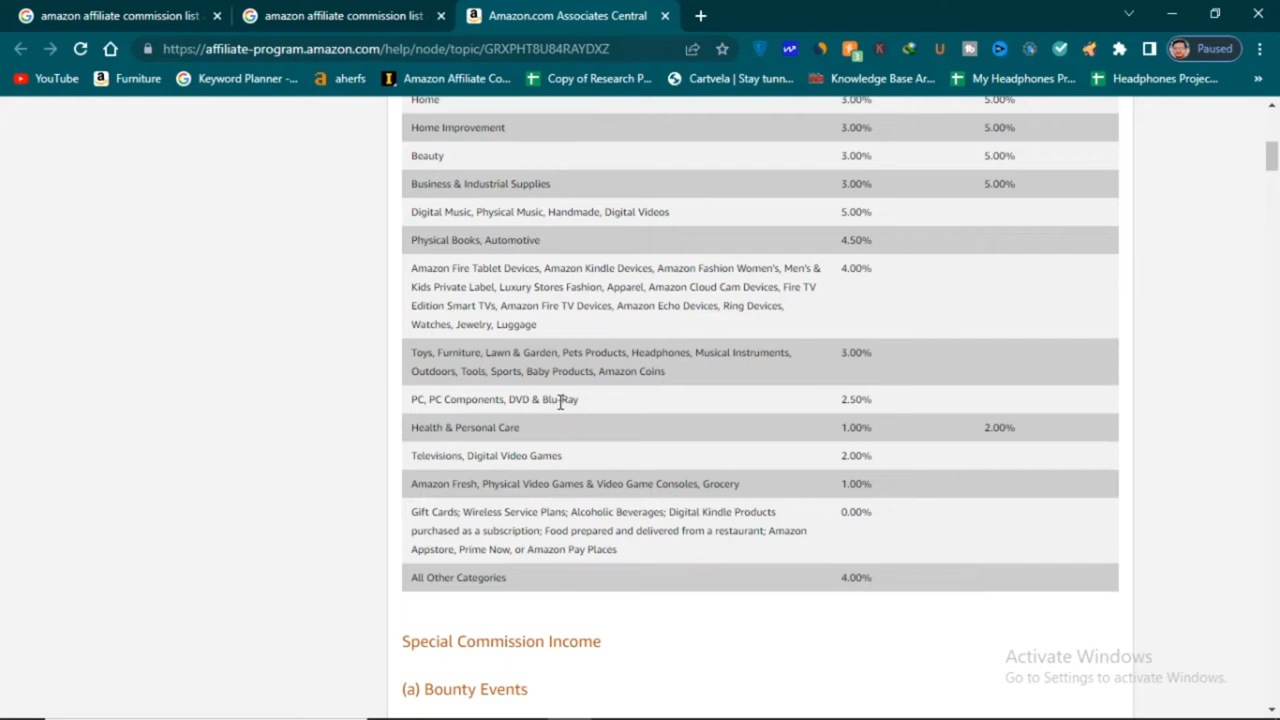 amazon affiliate commission list
amazon affiliate commission list
Amazon.com Associates Central
https://affiliate-program.amazon.com/help/node/topic/GRXPHT8U84RAYDXZ
Paused
YouTube
Furniture
Keyword Planner -...
aherfs
Amazon Affiliate Co...
Copy of Research P...
Cartvela | Stay tunn...
Knowledge Base Ar...
My Headphones Pr...
Headphones Projec...
Home 3.00% 5.00%
Home Improvement 3.00% 5.00%
Beauty 3.00% 5.00%
Business & Industrial Supplies 3.00% 5.00%
Digital Music, Physical Music, Handmade, Digital Videos 5.00%
Physical Books, Automotive 4.50%
Amazon Fire Tablet Devices, Amazon Kindle Devices, Amazon Fashion Women's, Men's & 4.00%
Kids Private Label, Luxury Stores Fashion, Apparel, Amazon Cloud Cam Devices, Fire TV
Edition Smart TVs, Amazon Fire TV Devices, Amazon Echo Devices, Ring Devices,
Watches, Jewelry, Luggage
Toys, Furniture, Lawn & Garden, Pets Products, Headphones, Musical Instruments, 3.00%
Outdoors, Tools, Sports, Baby Products, Amazon Coins
PC, PC Components, DVD & Blu-Ray 2.50%
Health & Personal Care 1.00% 2.00%
Televisions, Digital Video Games 2.00%
Amazon Fresh, Physical Video Games & Video Game Consoles, Grocery 1.00%
Gift Cards; Wireless Service Plans; Alcoholic Beverages; Digital Kindle Products 0.00%
purchased as a subscription; Food prepared and delivered from a restaurant; Amazon
Appstore, Prime Now, or Amazon Pay Places
All Other Categories 4.00%
Special Commission Income
(a) Bounty Events
Activate Windows
Go to Settings to activate Windows.